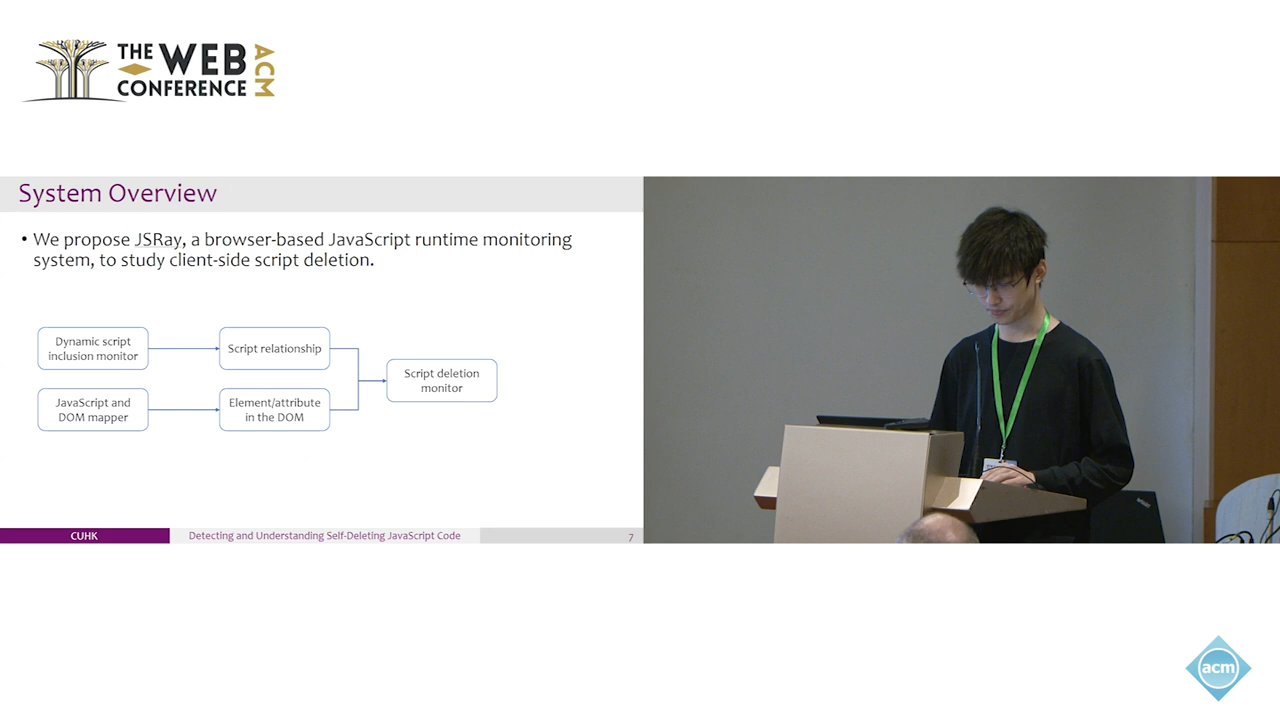 THE WEB
CONFERENCE
ACM
System Overview
• We propose JSRay, a browser-based JavaScript runtime monitoring
system, to study client-side script deletion.
Dynamic script
inclusion monitor
Script relationship
Script deletion
monitor
JavaScript and
DOM mapper
Element/attribute
in the DOM
CUHK
Detecting and Understanding Self-Deleting JavaScript Code
7
acm